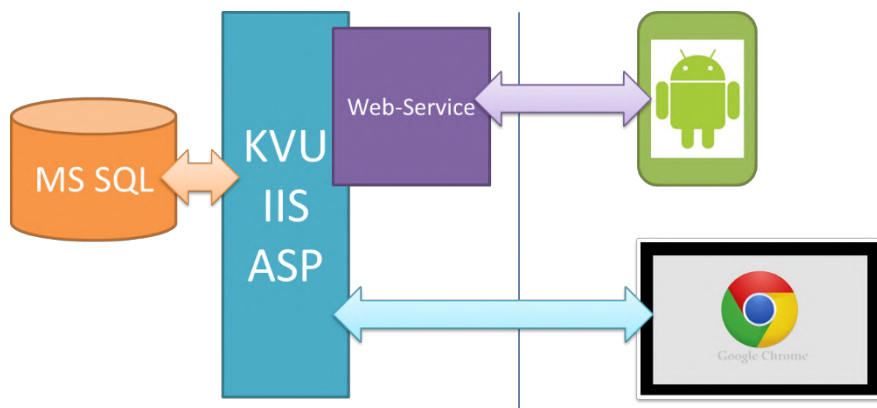 MS SQL
KVU
IIS
ASP
Web-Service
Google Chrome